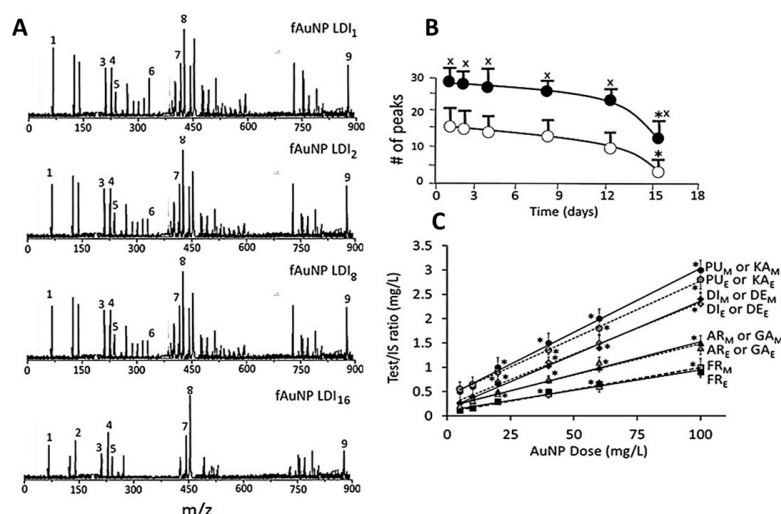 A
fAuNP LDI1
1 3 4 5 6 7 8 9
0 150 300 450 600 750 900
fAuNP LDI2
1 3 4 5 6 7 8 9
0 150 300 450 600 750 900
fAuNP LDI8
1 3 4 5 6 7 8 9
0 150 300 450 600 750 900
fAuNP LDI16
1 2 3 4 5 7 8 9
0 150 300 450 600 750 900
m/z
B
x x x x x
*x
*
# of peaks
30
20
10
0
0 3 6 9 12 15 18
Time (days)
C
Test/IS ratio (mg/L)
3.5
3
2.5
2
1.5
1
0.5
0
0 25 50 75 100
AuNP Dose (mg/L)
PUM or KAM
PUE or KAE
DIM or DEM
DIE or DEE
ARM or GAM
ARE or GAE
FRM
FRE